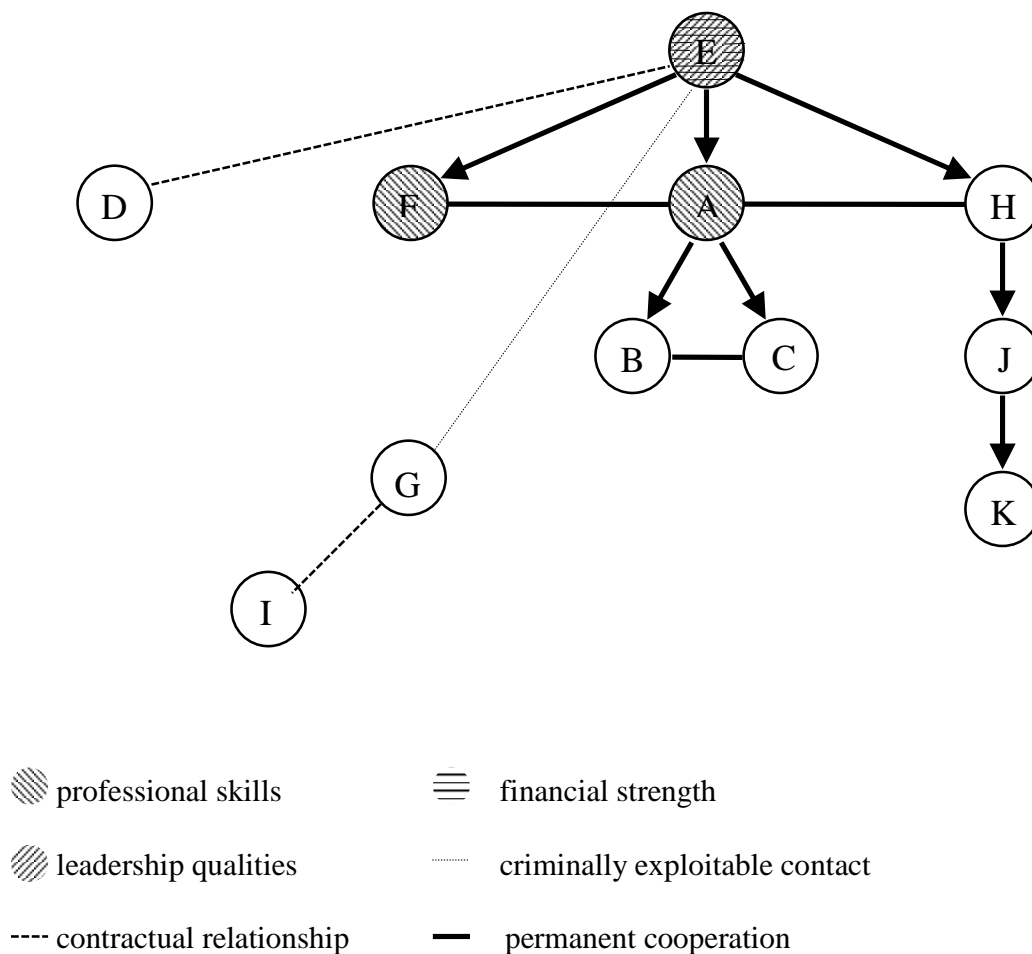 E
D F A H
B C J
G K
I
professional skills financial strength
leadership qualities criminally exploitable contact
contractual relationship permanent cooperation